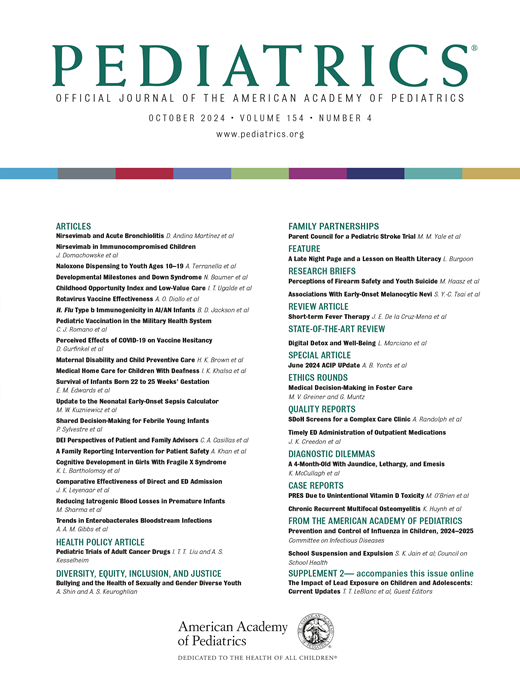 PEDIATRICS®
OFFICIAL JOURNAL OF THE AMERICAN ACADEMY OF PEDIATRICS
OCTOBER 2024 • VOLUME 154 • NUMBER 4
www.pediatrics.org
ARTICLES
Nirsevimab and Acute Bronchiolitis D. Andina Martinez et al
Nirsevimab in Immunocompromised Children
J. Domachowske et al
Naloxone Dispensing to Youth Ages 10–19 A. Terranella et al
Developmental Milestones and Down Syndrome N. Baumer et al
Childhood Opportunity Index and Low-Value Care I. T. Ugalde et al
Rotavirus Vaccine Effectiveness A. O. Diallo et al
H. Flu Type b Immunogenicity in AI/AN Infants B. D. Jackson et al
Pediatric Vaccination in the Military Health System
C. J. Romano et al
Perceived Effects of COVID-19 on Vaccine Hesitancy
D. Gurfinkel et al
Maternal Disability and Child Preventive Care H. K. Brown et al
Medical Home Care for Children With Deafness I. K. Khalsa et al
Survival of Infants Born 22 to 25 Weeks' Gestation
E. M. Edwards et al
Update to the Neonatal Early-Onset Sepsis Calculator
M. W. Kuzniewicz et al
Shared Decision-Making for Febrile Young Infants
P. Sylvestre et al
DEI Perspectives of Patient and Family Advisors C. A. Casillas et al
A Family Reporting Intervention for Patient Safety A. Khan et al
Cognitive Development in Girls With Fragile X Syndrome
K. L. Bartholomay et al
Comparative Effectiveness of Direct and ED Admission
J. K. Leyenaar et al
Reducing Iatrogenic Blood Losses in Premature Infants
M. Sharma et al
Trends in Enterobacterales Bloodstream Infections
A. A. M. Gibbs et al
HEALTH POLICY ARTICLE
Pediatric Trials of Adult Cancer Drugs I. T. T. Liu and A. S.
Kesselheim
DIVERSITY, EQUITY, INCLUSION, AND JUSTICE
Bullying and the Health of Sexually and Gender Diverse Youth
A. Shin and A. S. Keuroghlian
FAMILY PARTNERSHIPS
Parent Council for a Pediatric Stroke Trial M. M. Yale et al
FEATURE
A Late Night Page and a Lesson on Health Literacy L. Burgoon
RESEARCH BRIEFS
Perceptions of Firearm Safety and Youth Suicide M. Haasz et al
Associations With Early-Onset Melanocytic Nevi S. Y.-C. Tsai et al
REVIEW ARTICLE
Short-term Fever Therapy J. E. De la Cruz-Mena et al
STATE-OF-THE-ART REVIEW
Digital Detox and Well-Being L. Marciano et al
SPECIAL ARTICLE
June 2024 ACIP UPdate A. B. Yonts et al
ETHICS ROUNDS
Medical Decision-Making in Foster Care
M. V. Greiner and G. Muntz
QUALITY REPORTS
SDoH Screens for a Complex Care Clinic A. Randolph et al
Timely ED Administration of Outpatient Medications
J. K. Creedon et al
DIAGNOSTIC DILEMMAS
A 4-Month-Old With Jaundice, Lethargy, and Emesis
K. McCullagh et al
CASE REPORTS
PRES Due to Unintentional Vitamin D Toxicity M. O'Brien et al
Chronic Recurrent Multifocal Osteomyelitis K. Huynh et al
FROM THE AMERICAN ACADEMY OF PEDIATRICS
Prevention and Control of Influenza in Children, 2024–2025
Committee on Infectious Diseases
School Suspension and Expulsion S. K. Jain et al; Council on
School Health
SUPPLEMENT 2— accompanies this issue online
The Impact of Lead Exposure on Children and Adolescents:
Current Updates T. T. LeBlanc et al, Guest Editors
American Academy
of Pediatrics
DEDICATED TO THE HEALTH OF ALL CHILDREN®